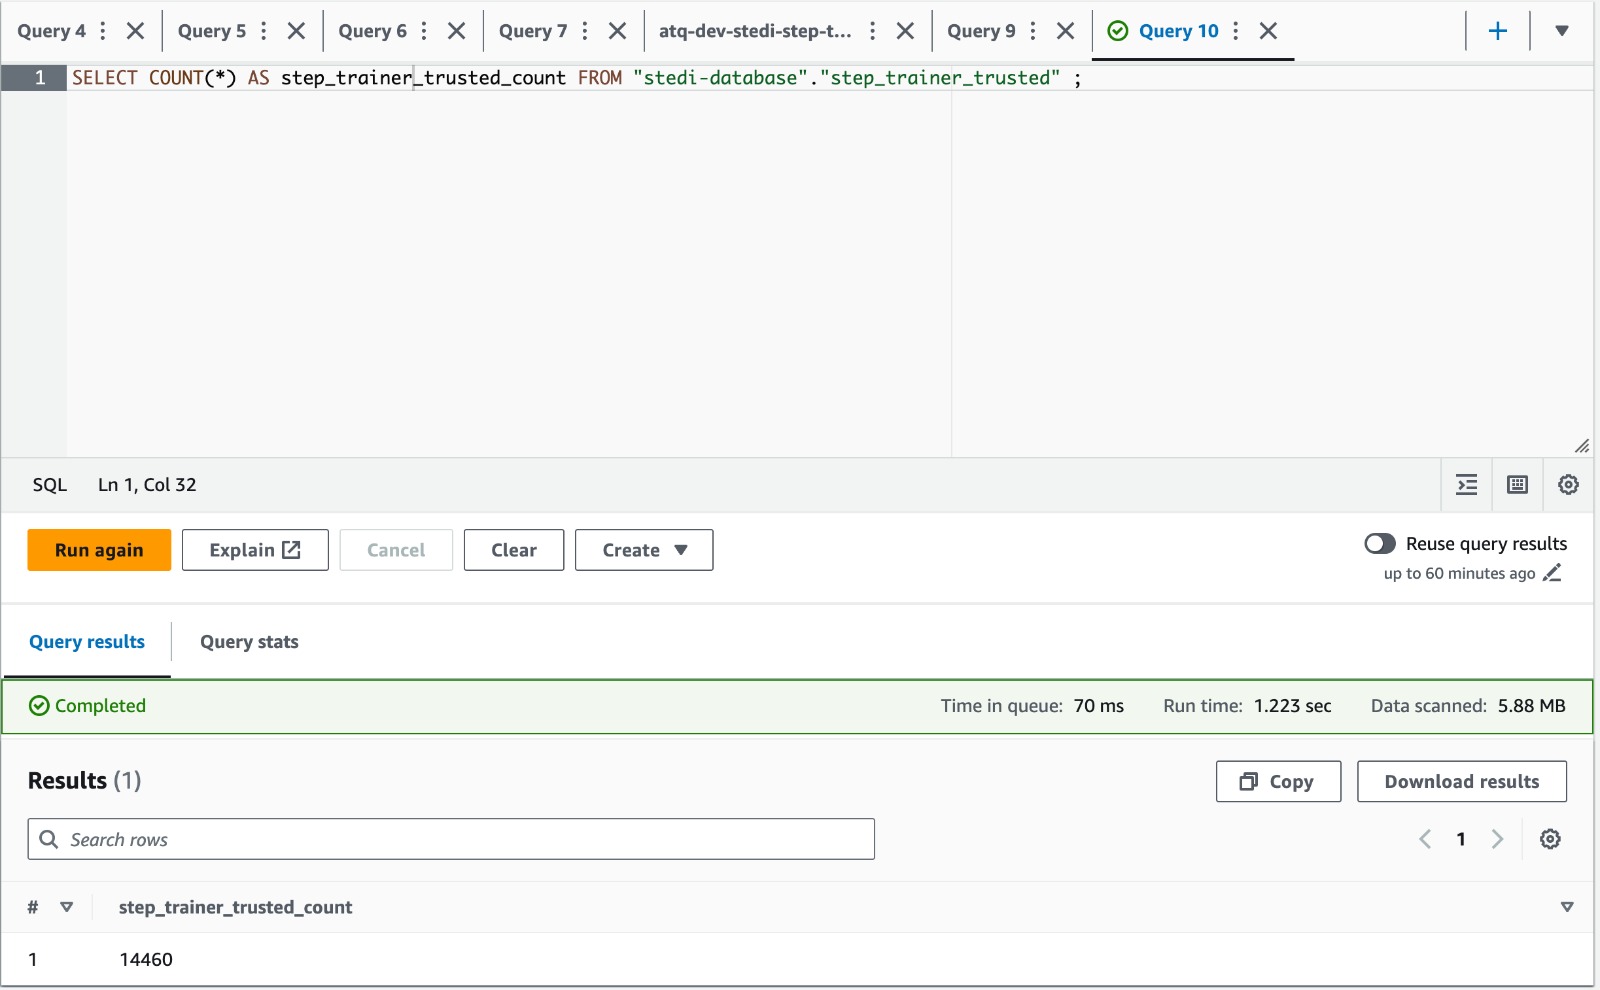 Query 4 Query 5 Query 6 Query 7 atq-dev-stedi-step-t... Query 9 Query 10
1 SELECT COUNT(*) AS step_trainer_trusted_count FROM "stedi-database"."step_trainer_trusted" ;
SQL Ln 1, Col 32
Run again Explain Cancel Clear Create Reuse query results
up to 60 minutes ago
Query results Query stats
Completed Time in queue: 70 ms Run time: 1.223 sec Data scanned: 5.88 MB
Results (1) Copy Download results
Search rows 1
# step_trainer_trusted_count
1 14460